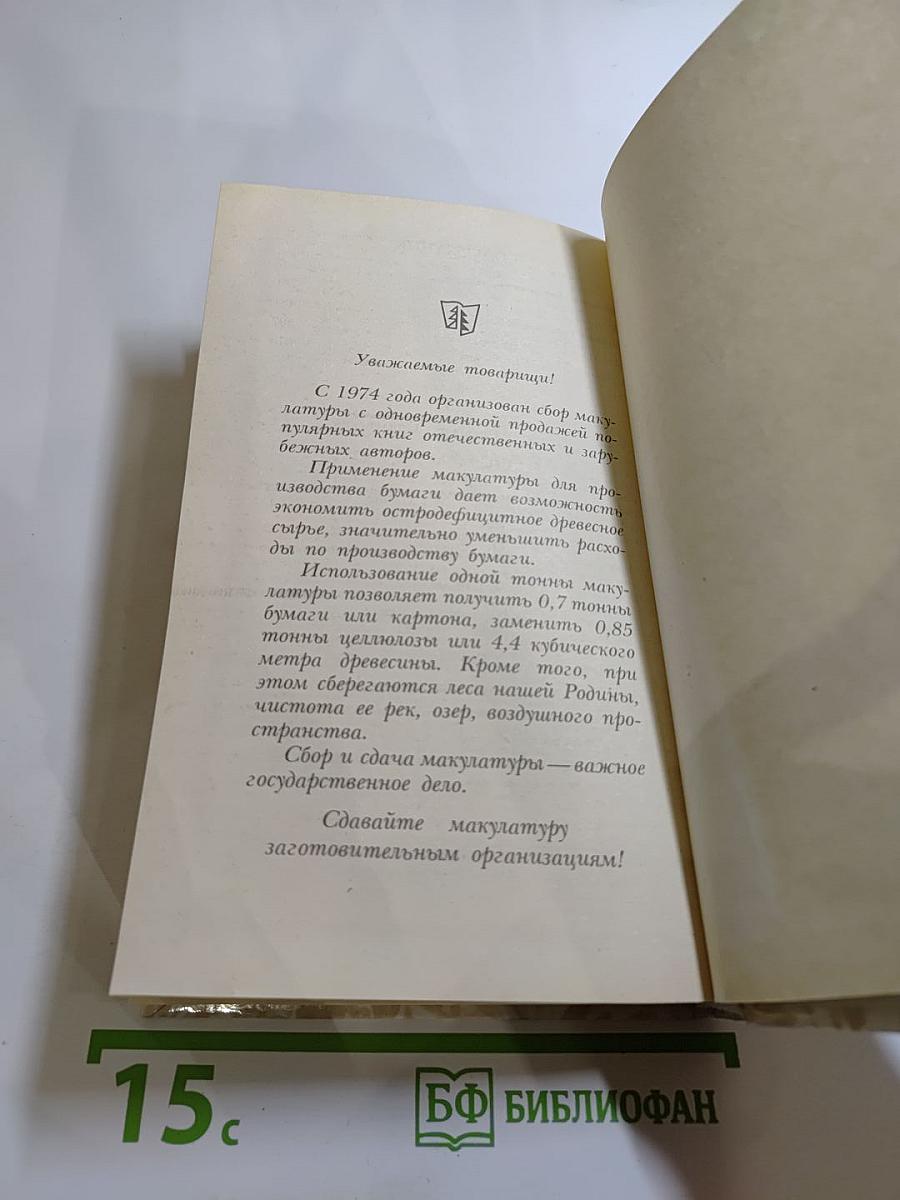 Уважаемые товарищи!
С 1974 года организован сбор маку-
латуры с одновременной продажей по-
пулярных книг отечественных и зару-
бежных авторов.
Применение макулатуры для про-
изводства бумаги дает возможность
экономить остродефицитное древесное
сырье, значительно уменьшить расхо-
ды по производству бумаги.
Использование одной тонны маку-
латуры позволяет получить 0,7 тонны
бумаги или картона, заменить 0,85
тонны целлюлозы или 4,4 кубического
метра древесины. Кроме того, при
этом сберегаются леса нашей Родины,
чистота ее рек, озер, воздушного про-
странства.
Сбор и сдача макулатуры — важное
государственное дело.
Сдавайте макулатуру
заготовительным организациям!
15 с
БФ БИБЛИОФАН